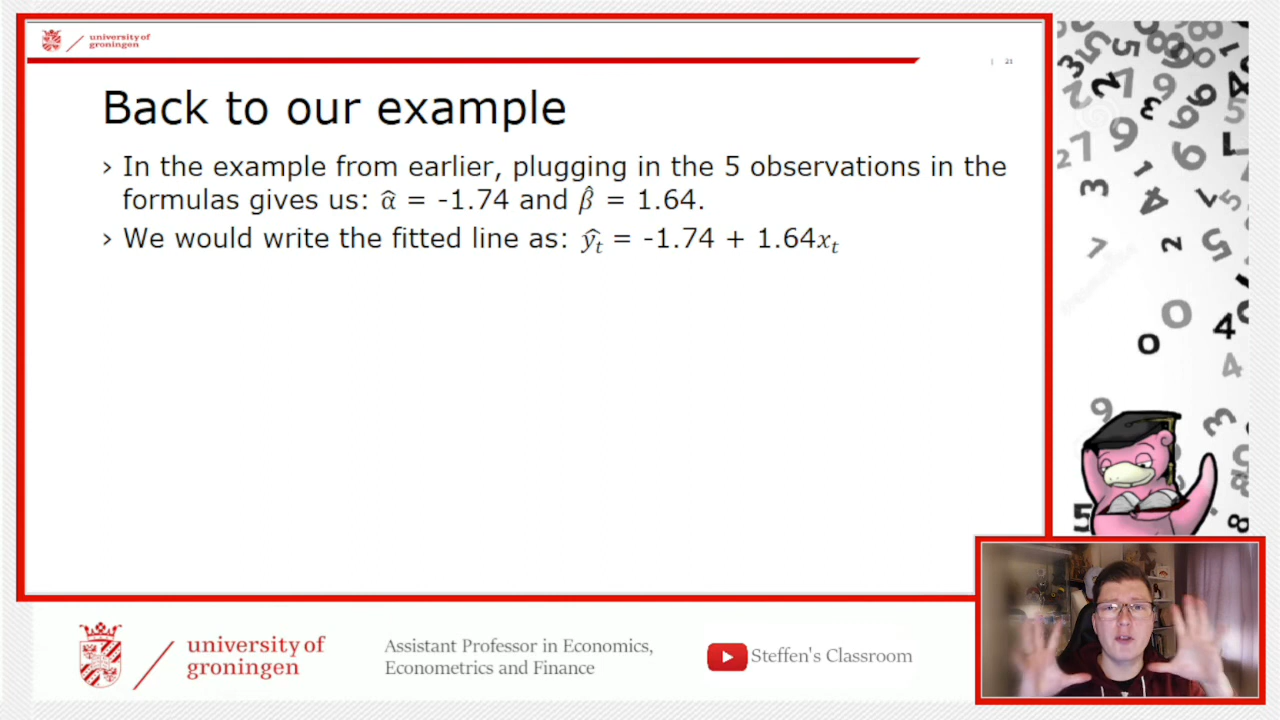 university of
groningen
| 21
Back to our example
› In the example from earlier, plugging in the 5 observations in the
formulas gives us: α̂ = -1.74 and β̂ = 1.64.
› We would write the fitted line as: ŷₜ = -1.74 + 1.64xₜ
university of
groningen
Assistant Professor in Economics,
Econometrics and Finance
Steffen's Classroom